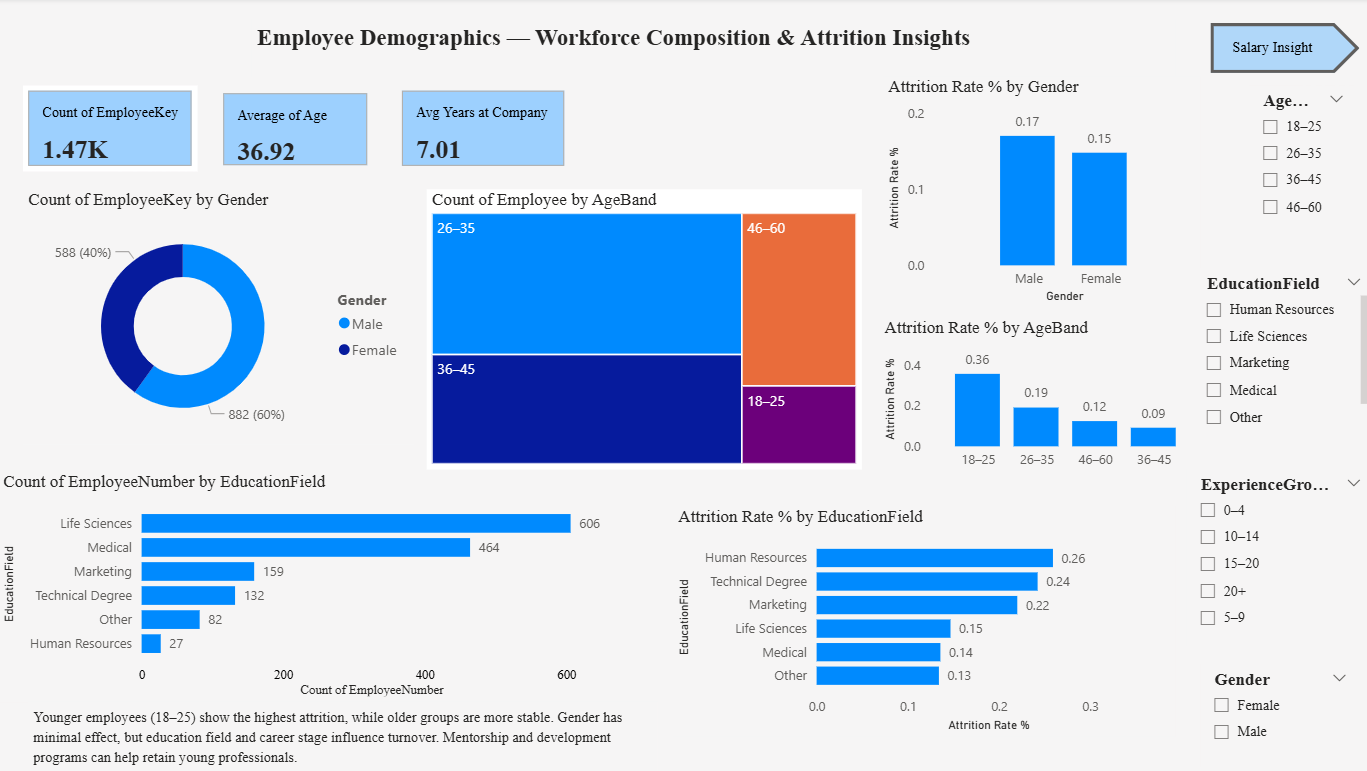 Employee Demographics — Workforce Composition & Attrition Insights
Salary Insight
Count of EmployeeKey
1.47K
Average of Age
36.92
Avg Years at Company
7.01
Count of EmployeeKey by Gender
588 (40%)
882 (60%)
Gender
Male
Female
Count of Employee by AgeBand
26–35
36–45
46–60
18–25
Attrition Rate % by Gender
Attrition Rate %
0.2
0.1
0.0
0.17
0.15
Male
Female
Gender
Attrition Rate % by AgeBand
Attrition Rate %
0.4
0.2
0.0
0.36
0.19
0.12
0.09
18–25
26–35
46–60
36–45
Count of EmployeeNumber by EducationField
EducationField
Life Sciences 606
Medical 464
Marketing 159
Technical Degree 132
Other 82
Human Resources 27
0 200 400 600
Count of EmployeeNumber
Attrition Rate % by EducationField
EducationField
Human Resources 0.26
Technical Degree 0.24
Marketing 0.22
Life Sciences 0.15
Medical 0.14
Other 0.13
0.0 0.1 0.2 0.3
Attrition Rate %
Younger employees (18–25) show the highest attrition, while older groups are more stable. Gender has
minimal effect, but education field and career stage influence turnover. Mentorship and development
programs can help retain young professionals.
Age...
18–25
26–35
36–45
46–60
EducationField
Human Resources
Life Sciences
Marketing
Medical
Other
ExperienceGro...
0–4
10–14
15–20
20+
5–9
Gender
Female
Male